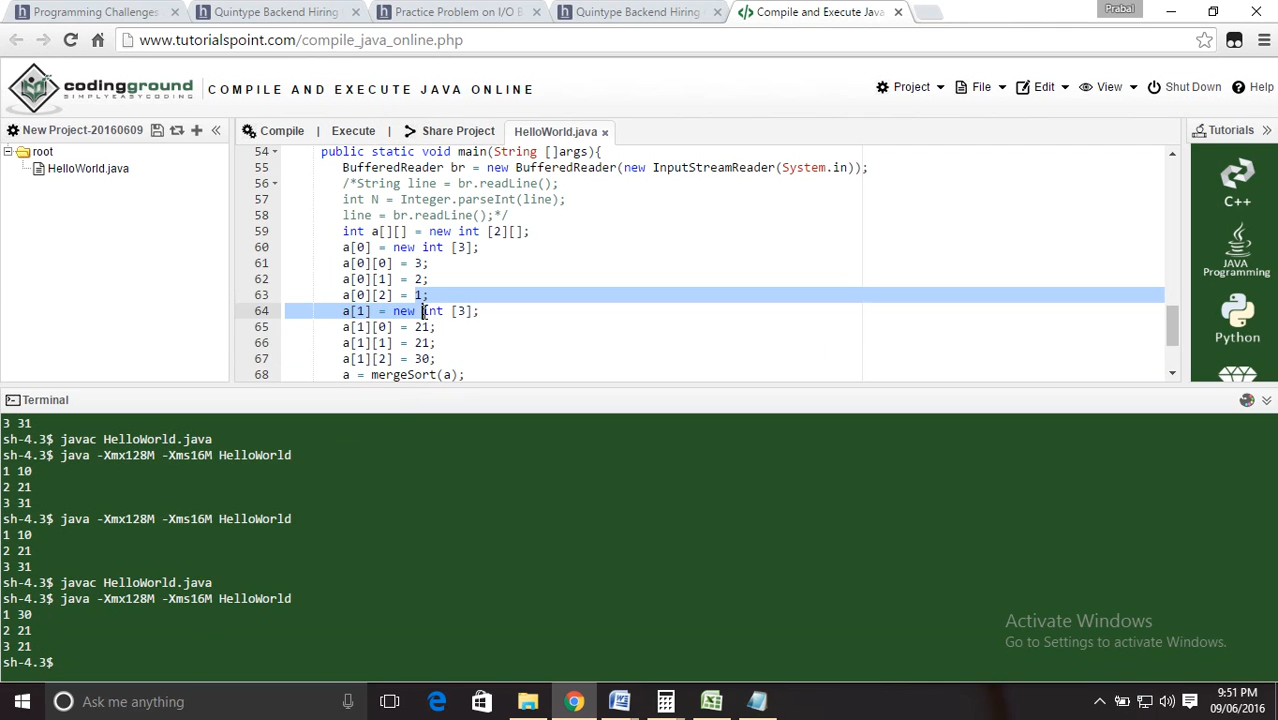 Programming Challenges
Quintype Backend Hiring
Practice Problem on I/O B
Quintype Backend Hiring
Compile and Execute Java
Prabal
www.tutorialspoint.com/compile_java_online.php
codingground
SIMPLYEASYCODING
COMPILE AND EXECUTE JAVA ONLINE
Project
File
Edit
View
Shut Down
Help
New Project-20160609
Compile | Execute
Share Project
HelloWorld.java
Tutorials
root
HelloWorld.java
54 public static void main(String []args){
55 BufferedReader br = new BufferedReader(new InputStreamReader(System.in));
56 /*String line = br.readLine();
57 int N = Integer.parseInt(line);
58 line = br.readLine();*/
59 int a[][] = new int [2][];
60 a[0] = new int [3];
61 a[0][0] = 3;
62 a[0][1] = 2;
63 a[0][2] = 1;
64 a[1] = new int [3];
65 a[1][0] = 21;
66 a[1][1] = 21;
67 a[1][2] = 30;
68 a = mergeSort(a);
C++
JAVA
Programming
Python
Terminal
3 31
sh-4.3$ javac HelloWorld.java
sh-4.3$ java -Xmx128M -Xms16M HelloWorld
1 10
2 21
3 31
sh-4.3$ java -Xmx128M -Xms16M HelloWorld
1 10
2 21
3 31
sh-4.3$ javac HelloWorld.java
sh-4.3$ java -Xmx128M -Xms16M HelloWorld
1 30
2 21
3 21
sh-4.3$
Activate Windows
Go to Settings to activate Windows.
Ask me anything
9:51 PM
09/06/2016